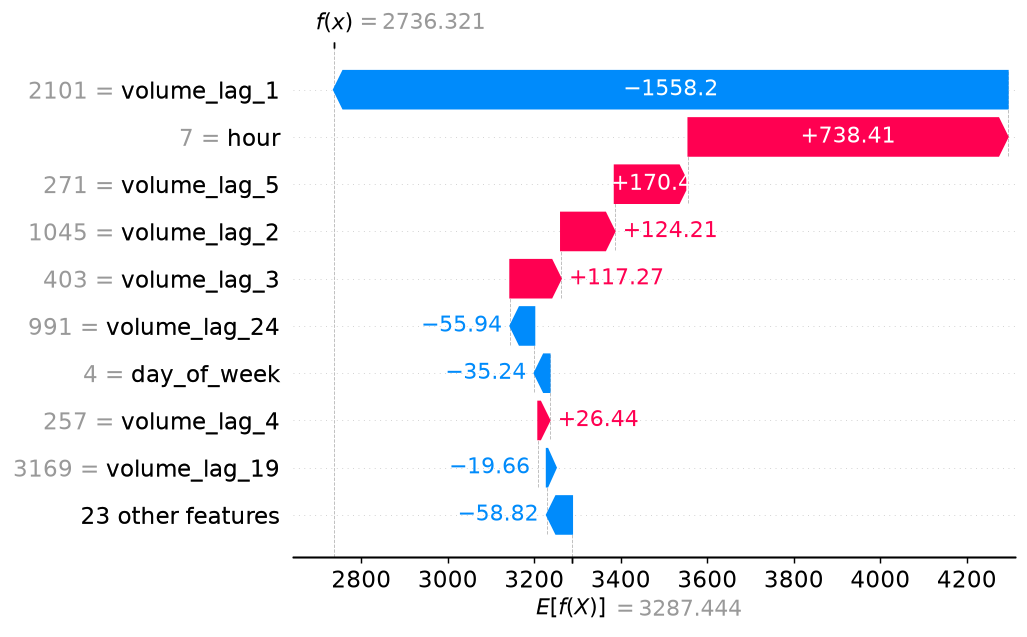 f(x) = 2736.321
2101 = volume_lag_1 −1558.2
7 = hour +738.41
271 = volume_lag_5 +170.4
1045 = volume_lag_2 +124.21
403 = volume_lag_3 +117.27
991 = volume_lag_24 −55.94
4 = day_of_week −35.24
257 = volume_lag_4 +26.44
3169 = volume_lag_19 −19.66
23 other features −58.82
2800 3000 3200 3400 3600 3800 4000 4200
E[f(X)] = 3287.444